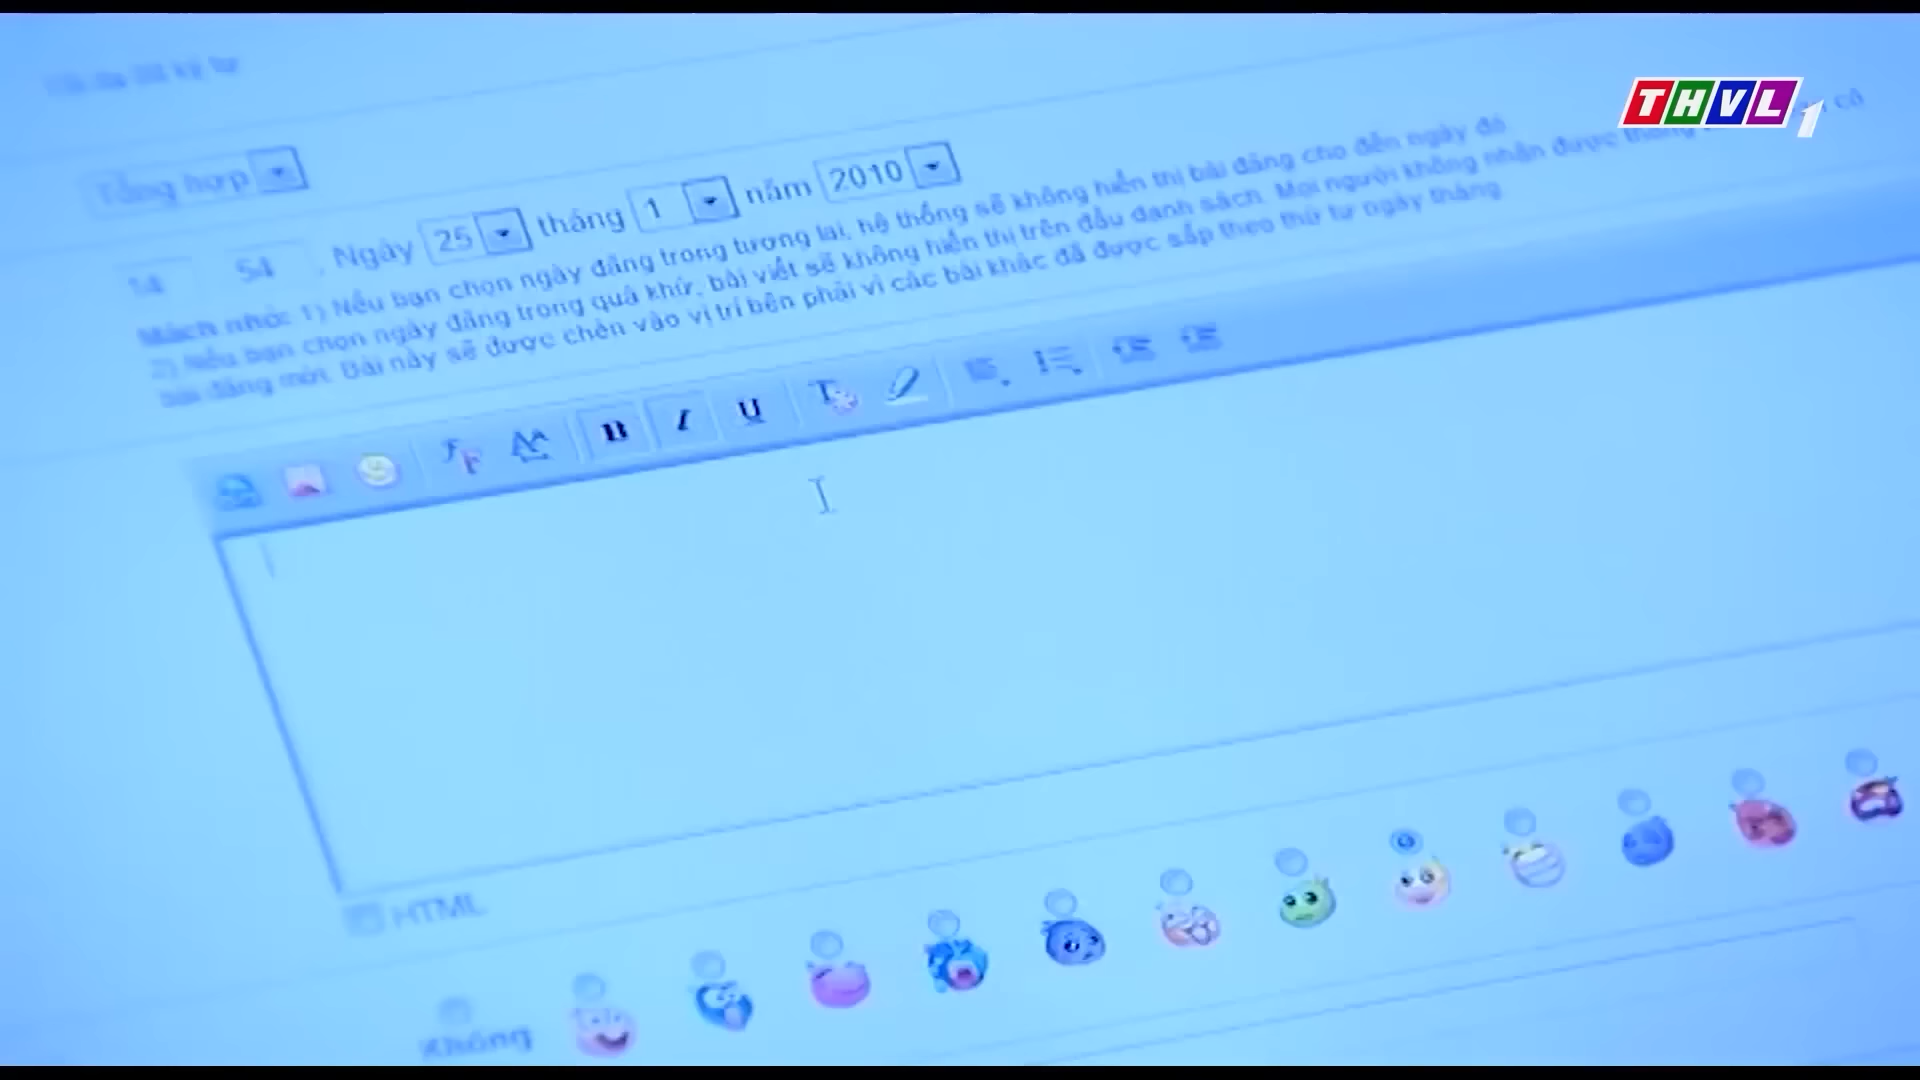 THVL1
Tổng hợp
14 54 , Ngày 25 tháng 1 năm 2010
Mách nhỏ: 1) Nếu bạn chọn ngày đăng trong tương lai, hệ thống sẽ không hiển thị bài đăng cho đến ngày đó
2) Nếu bạn chọn ngày đăng trong quá khứ, bài viết sẽ không hiển thị trên đầu danh sách. Mọi người không nhận được thông có
bài đăng mới. Bài này sẽ được chèn vào vị trí bên phải vì các bài khác đã được sắp theo thứ tự ngày tháng
B I U
HTML
Không